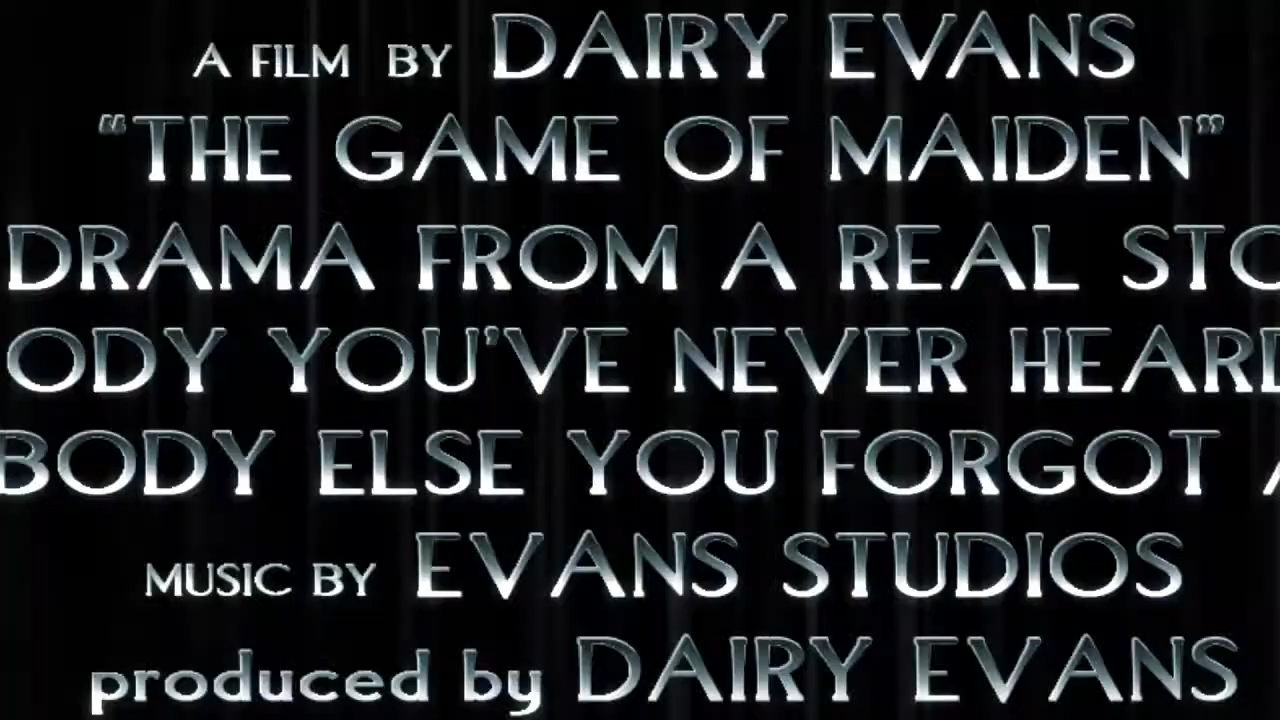 A FILM BY DAIRY EVANS
“THE GAME OF MAIDEN”
DRAMA FROM A REAL STO
ODY YOU’VE NEVER HEARD
BODY ELSE YOU FORGOT A
MUSIC BY EVANS STUDIOS
produced by DAIRY EVANS